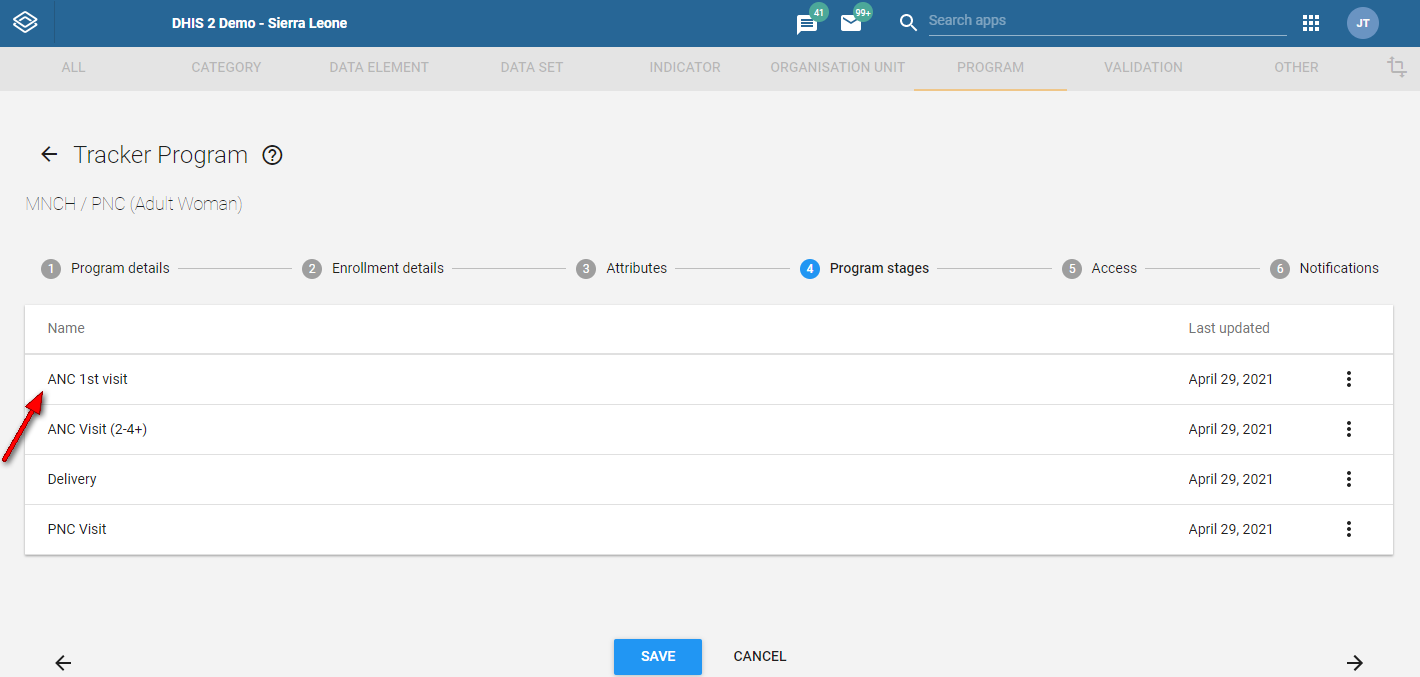 DHIS 2 Demo - Sierra Leone 41 99+ Search apps JT
ALL CATEGORY DATA ELEMENT DATA SET INDICATOR ORGANISATION UNIT PROGRAM VALIDATION OTHER
Tracker Program
MNCH / PNC (Adult Woman)
1 Program details 2 Enrollment details 3 Attributes 4 Program stages 5 Access 6 Notifications
Name Last updated
ANC 1st visit April 29, 2021
ANC Visit (2-4+) April 29, 2021
Delivery April 29, 2021
PNC Visit April 29, 2021
SAVE CANCEL